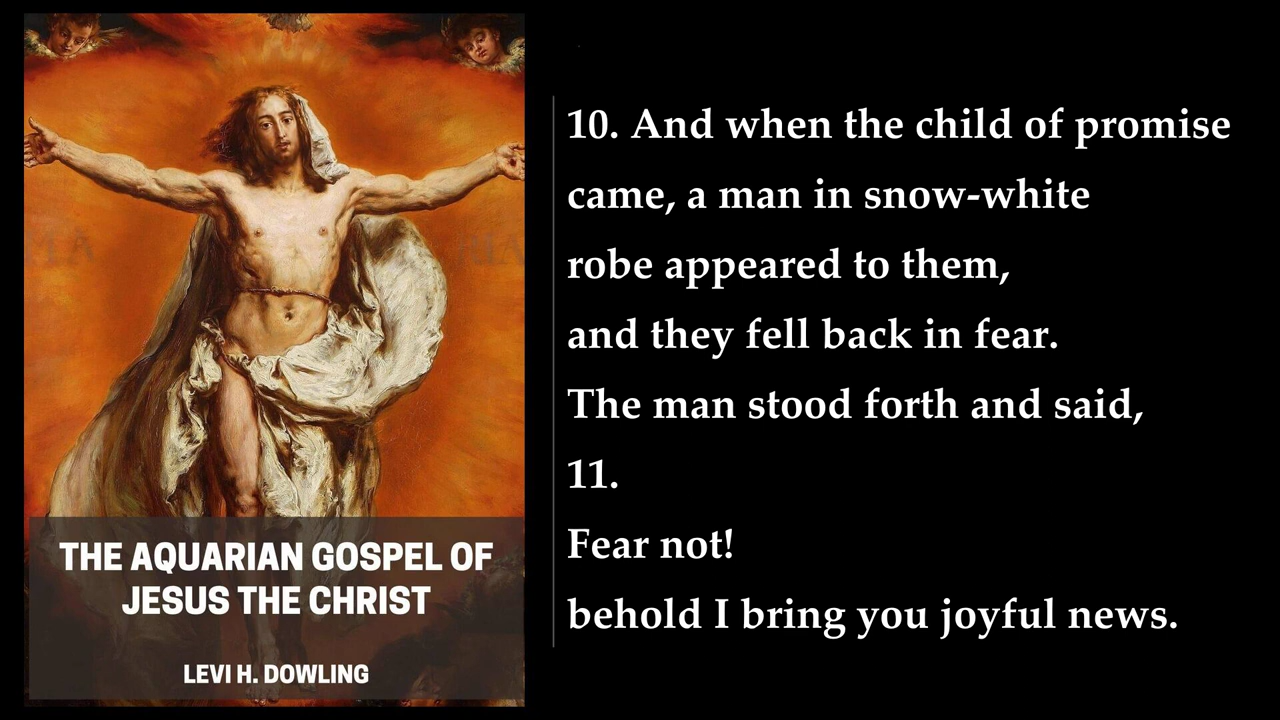 THE AQUARIAN GOSPEL OF
JESUS THE CHRIST
LEVI H. DOWLING
10. And when the child of promise
came, a man in snow-white
robe appeared to them,
and they fell back in fear.
The man stood forth and said,
11.
Fear not!
behold I bring you joyful news.